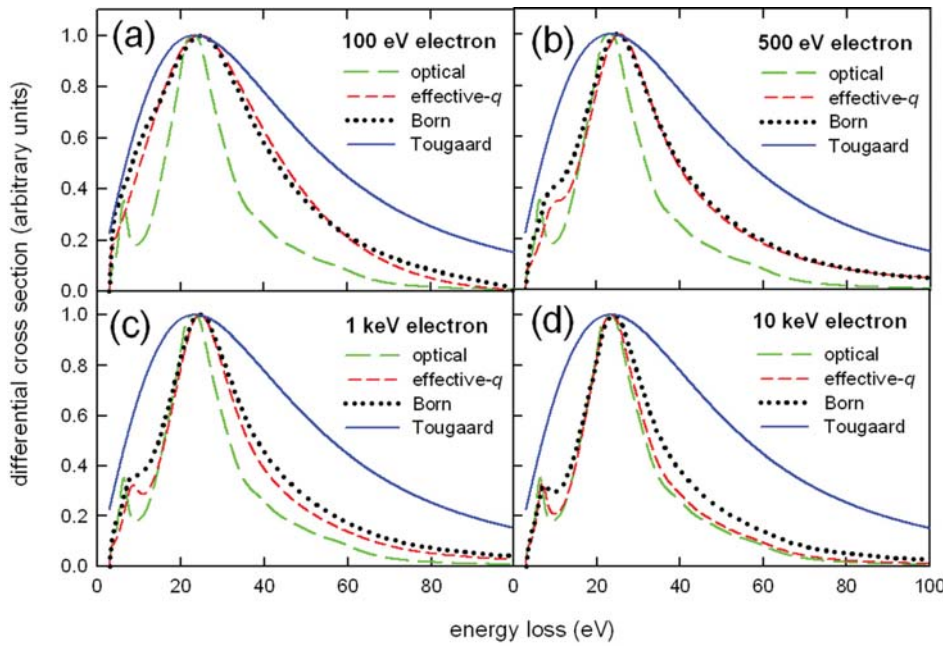 differential cross section (arbitrary units)
(a)
100 eV electron
optical
effective-q
Born
Tougaard
1.0
0.8
0.6
0.4
0.2
0.0
(b)
500 eV electron
optical
effective-q
Born
Tougaard
(c)
1 keV electron
optical
effective-q
Born
Tougaard
1.0
0.8
0.6
0.4
0.2
0.0
(d)
10 keV electron
optical
effective-q
Born
Tougaard
0 20 40 60 80 0 20 40 60 80 100
energy loss (eV)